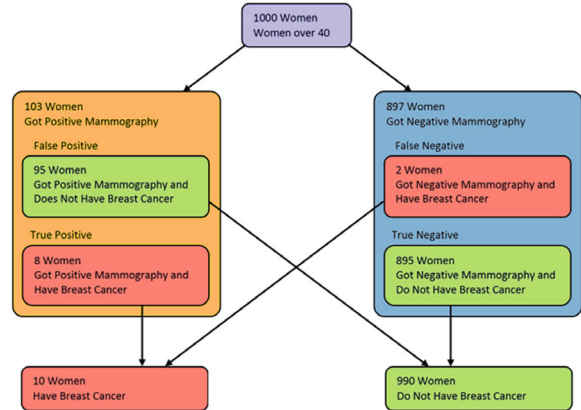 1000 Women
Women over 40
103 Women
Got Positive Mammography
False Positive
95 Women
Got Positive Mammography and
Does Not Have Breast Cancer
True Positive
8 Women
Got Positive Mammography and
Have Breast Cancer
897 Women
Got Negative Mammography
False Negative
2 Women
Got Negative Mammography and
Have Breast Cancer
True Negative
895 Women
Got Negative Mammography and
Do Not Have Breast Cancer
10 Women
Have Breast Cancer
990 Women
Do Not Have Breast Cancer